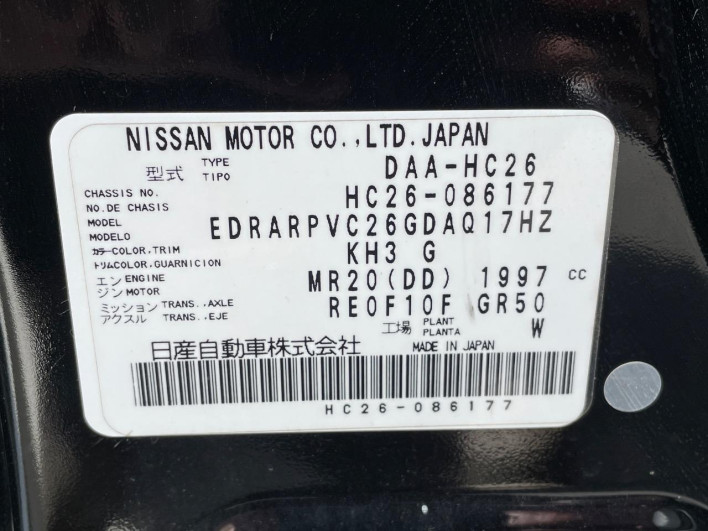 NISSAN MOTOR CO.,LTD.JAPAN
型式 TYPE TIPO DAA-HC26
CHASSIS NO. NO.DE CHASIS HC26-086177
MODEL MODELO EDRARPVC26GDAQ17HZ
カラー COLOR,TRIM トリム COLOR,GUARNICION KH3 G
エンジン ENGINE MOTOR MR20(DD) 1997 CC
ミッション TRANS.,AXLE アクスル TRANS.,EJE RE0F10F GR50
工場 PLANT PLANTA W
日産自動車株式会社 MADE IN JAPAN
HC26-086177